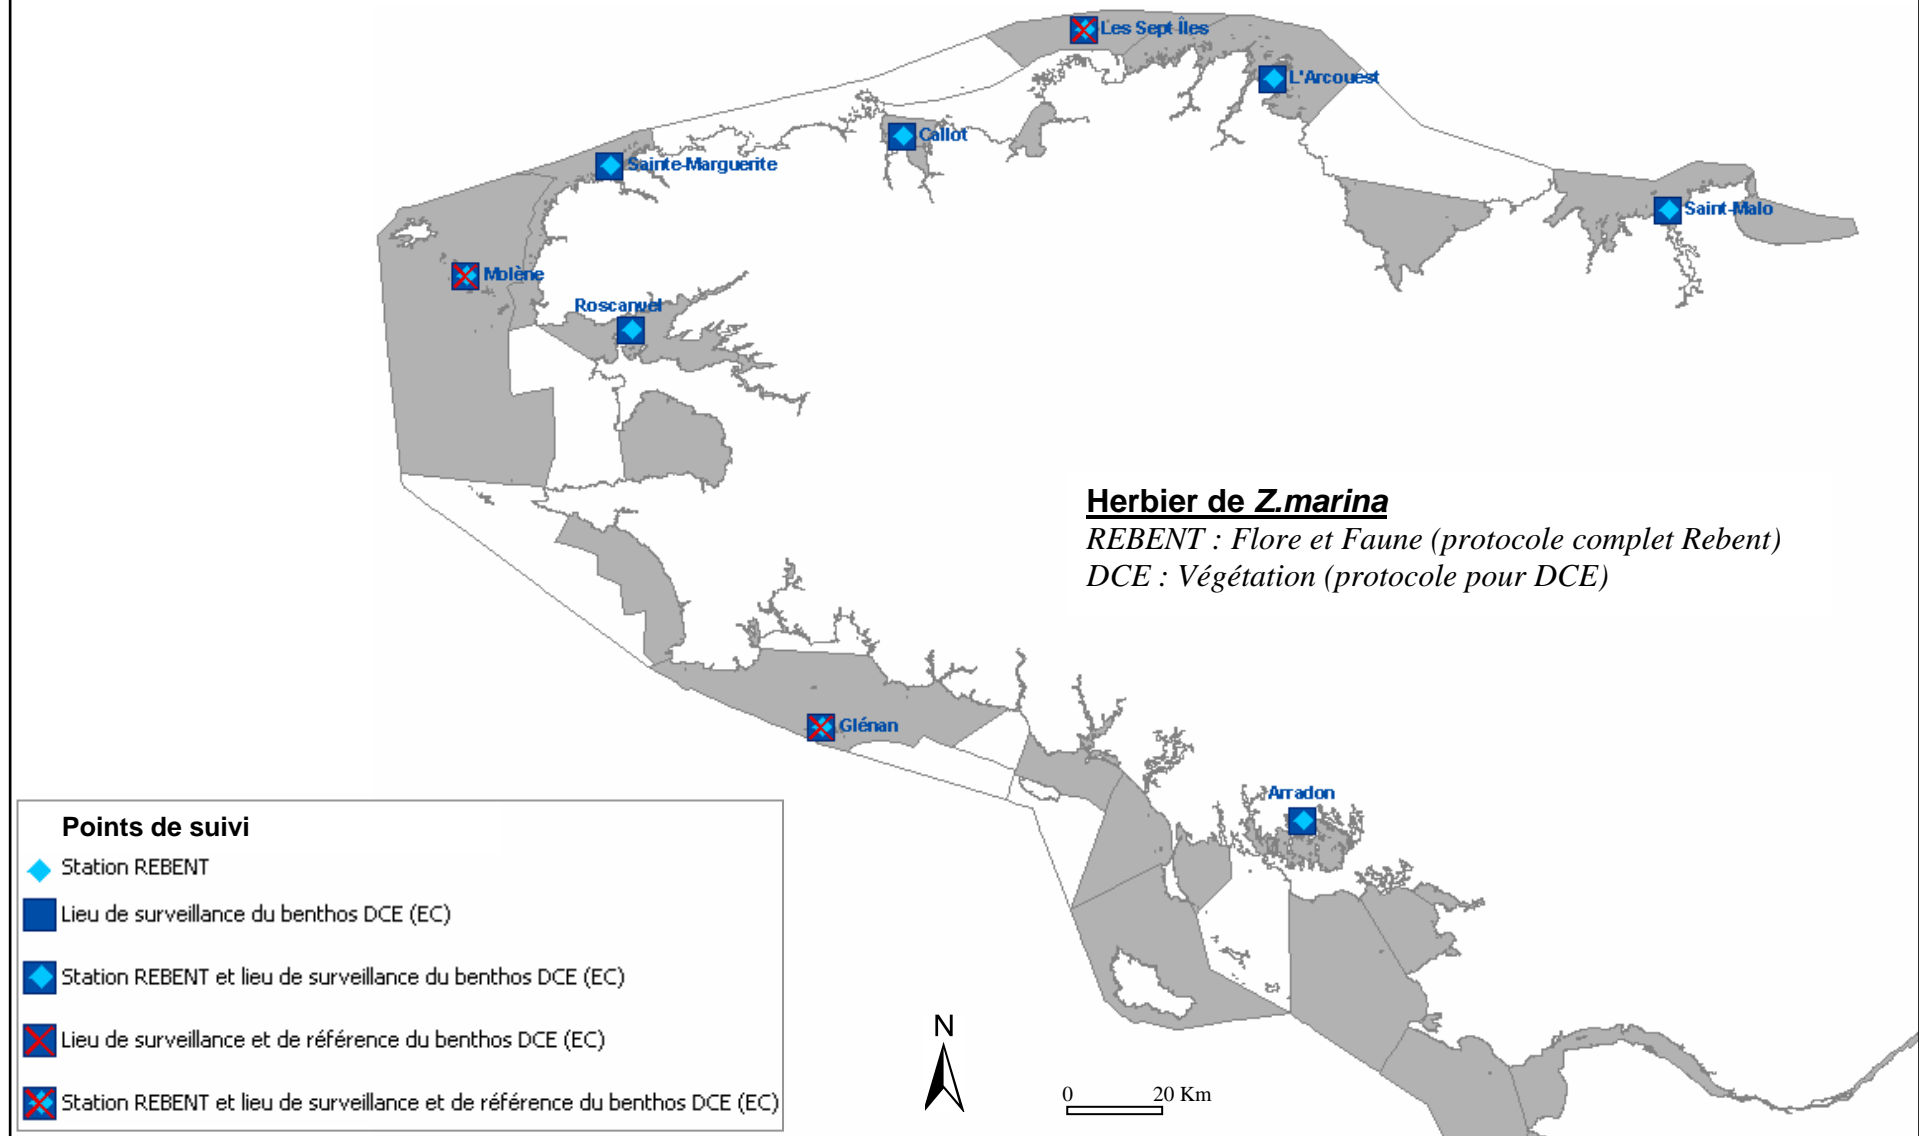 Les Sept Îles
L'Arcouest
Callot
Sainte-Marguerite
Saint-Malo
Molène
Roscanvel
Herbier de Z.marina
REBENT : Flore et Faune (protocole complet Rebent)
DCE : Végétation (protocole pour DCE)
Glénan
Arradon
Points de suivi
Station REBENT
Lieu de surveillance du benthos DCE (EC)
Station REBENT et lieu de surveillance du benthos DCE (EC)
Lieu de surveillance et de référence du benthos DCE (EC)
Station REBENT et lieu de surveillance et de référence du benthos DCE (EC)
N
0 20 Km